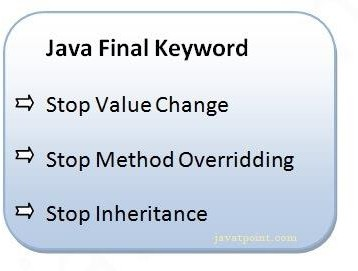 Java Final Keyword
Stop Value Change
Stop Method Overridding
Stop Inheritance
javatpoint.com